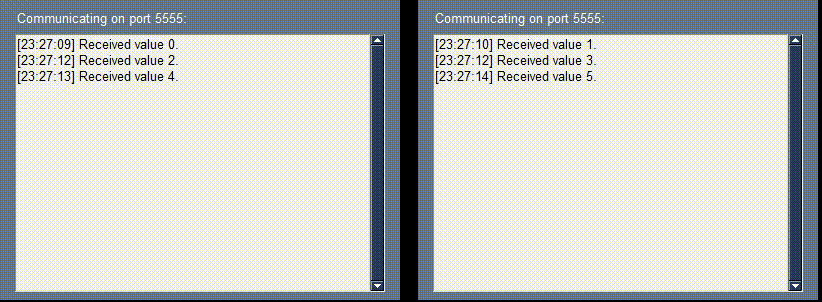 Communicating on port 5555:
[23:27:09] Received value 0.
[23:27:12] Received value 2.
[23:27:13] Received value 4.
Communicating on port 5555:
[23:27:10] Received value 1.
[23:27:12] Received value 3.
[23:27:14] Received value 5.